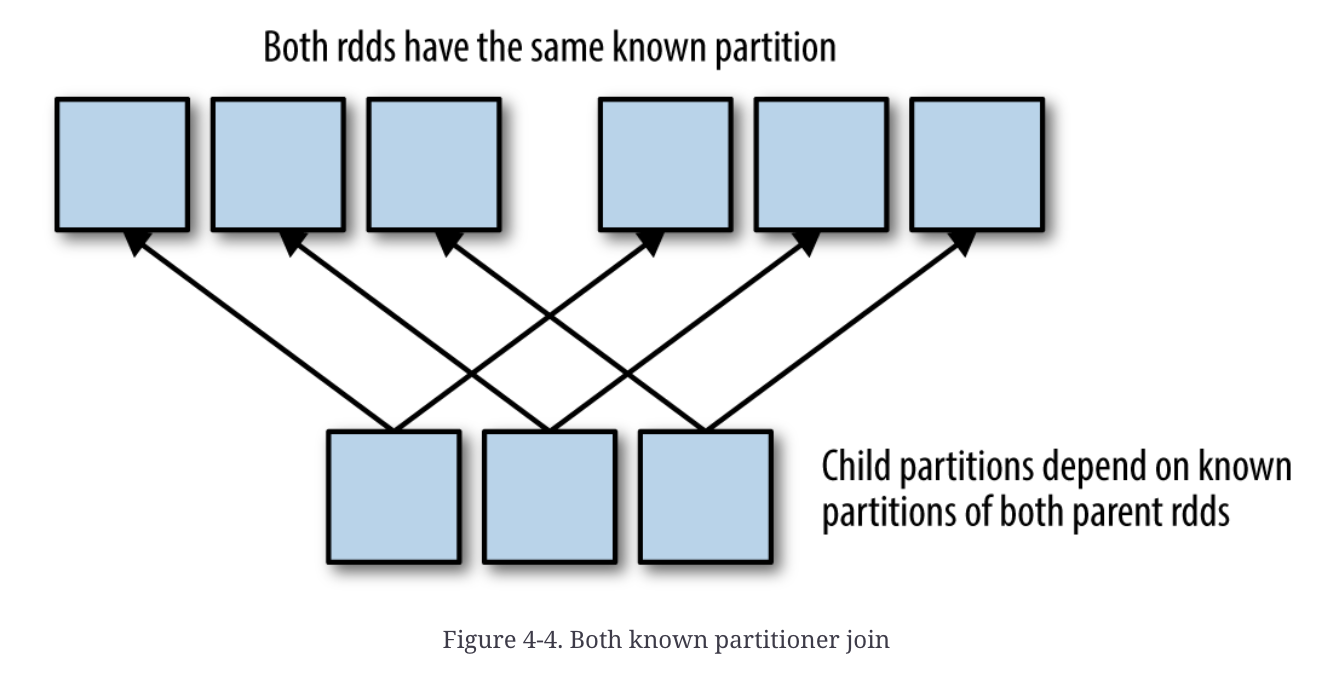 Both rdds have the same known partition
Child partitions depend on known
partitions of both parent rdds
Figure 4-4. Both known partitioner join